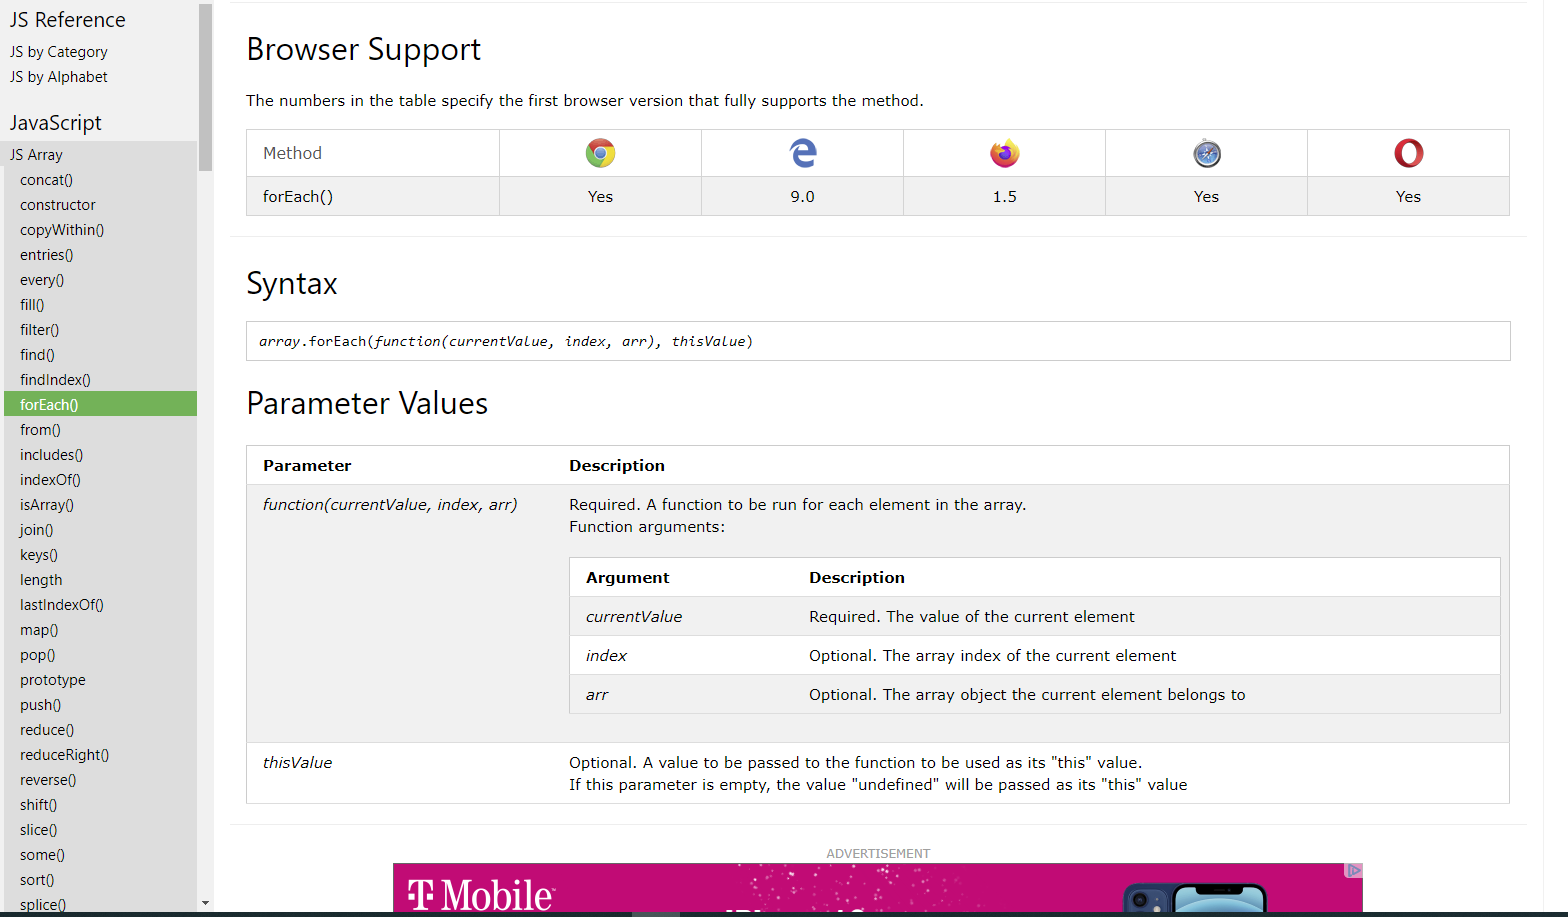 JS Reference
JS by Category
JS by Alphabet
JavaScript
JS Array
concat()
constructor
copyWithin()
entries()
every()
fill()
filter()
find()
findIndex()
forEach()
from()
includes()
indexOf()
isArray()
join()
keys()
length
lastIndexOf()
map()
pop()
prototype
push()
reduce()
reduceRight()
reverse()
shift()
slice()
some()
sort()
splice()
Browser Support
The numbers in the table specify the first browser version that fully supports the method.
Method
forEach() Yes 9.0 1.5 Yes Yes
Syntax
array.forEach(function(currentValue, index, arr), thisValue)
Parameter Values
Parameter Description
function(currentValue, index, arr) Required. A function to be run for each element in the array.
Function arguments:
Argument Description
currentValue Required. The value of the current element
index Optional. The array index of the current element
arr Optional. The array object the current element belongs to
thisValue Optional. A value to be passed to the function to be used as its "this" value.
If this parameter is empty, the value "undefined" will be passed as its "this" value
ADVERTISEMENT
T Mobile